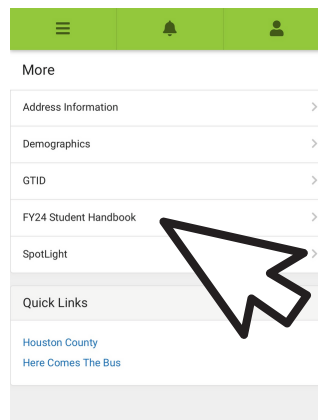 More
Address Information
Demographics
GTID
FY24 Student Handbook
SpotLight
Quick Links
Houston County
Here Comes The Bus